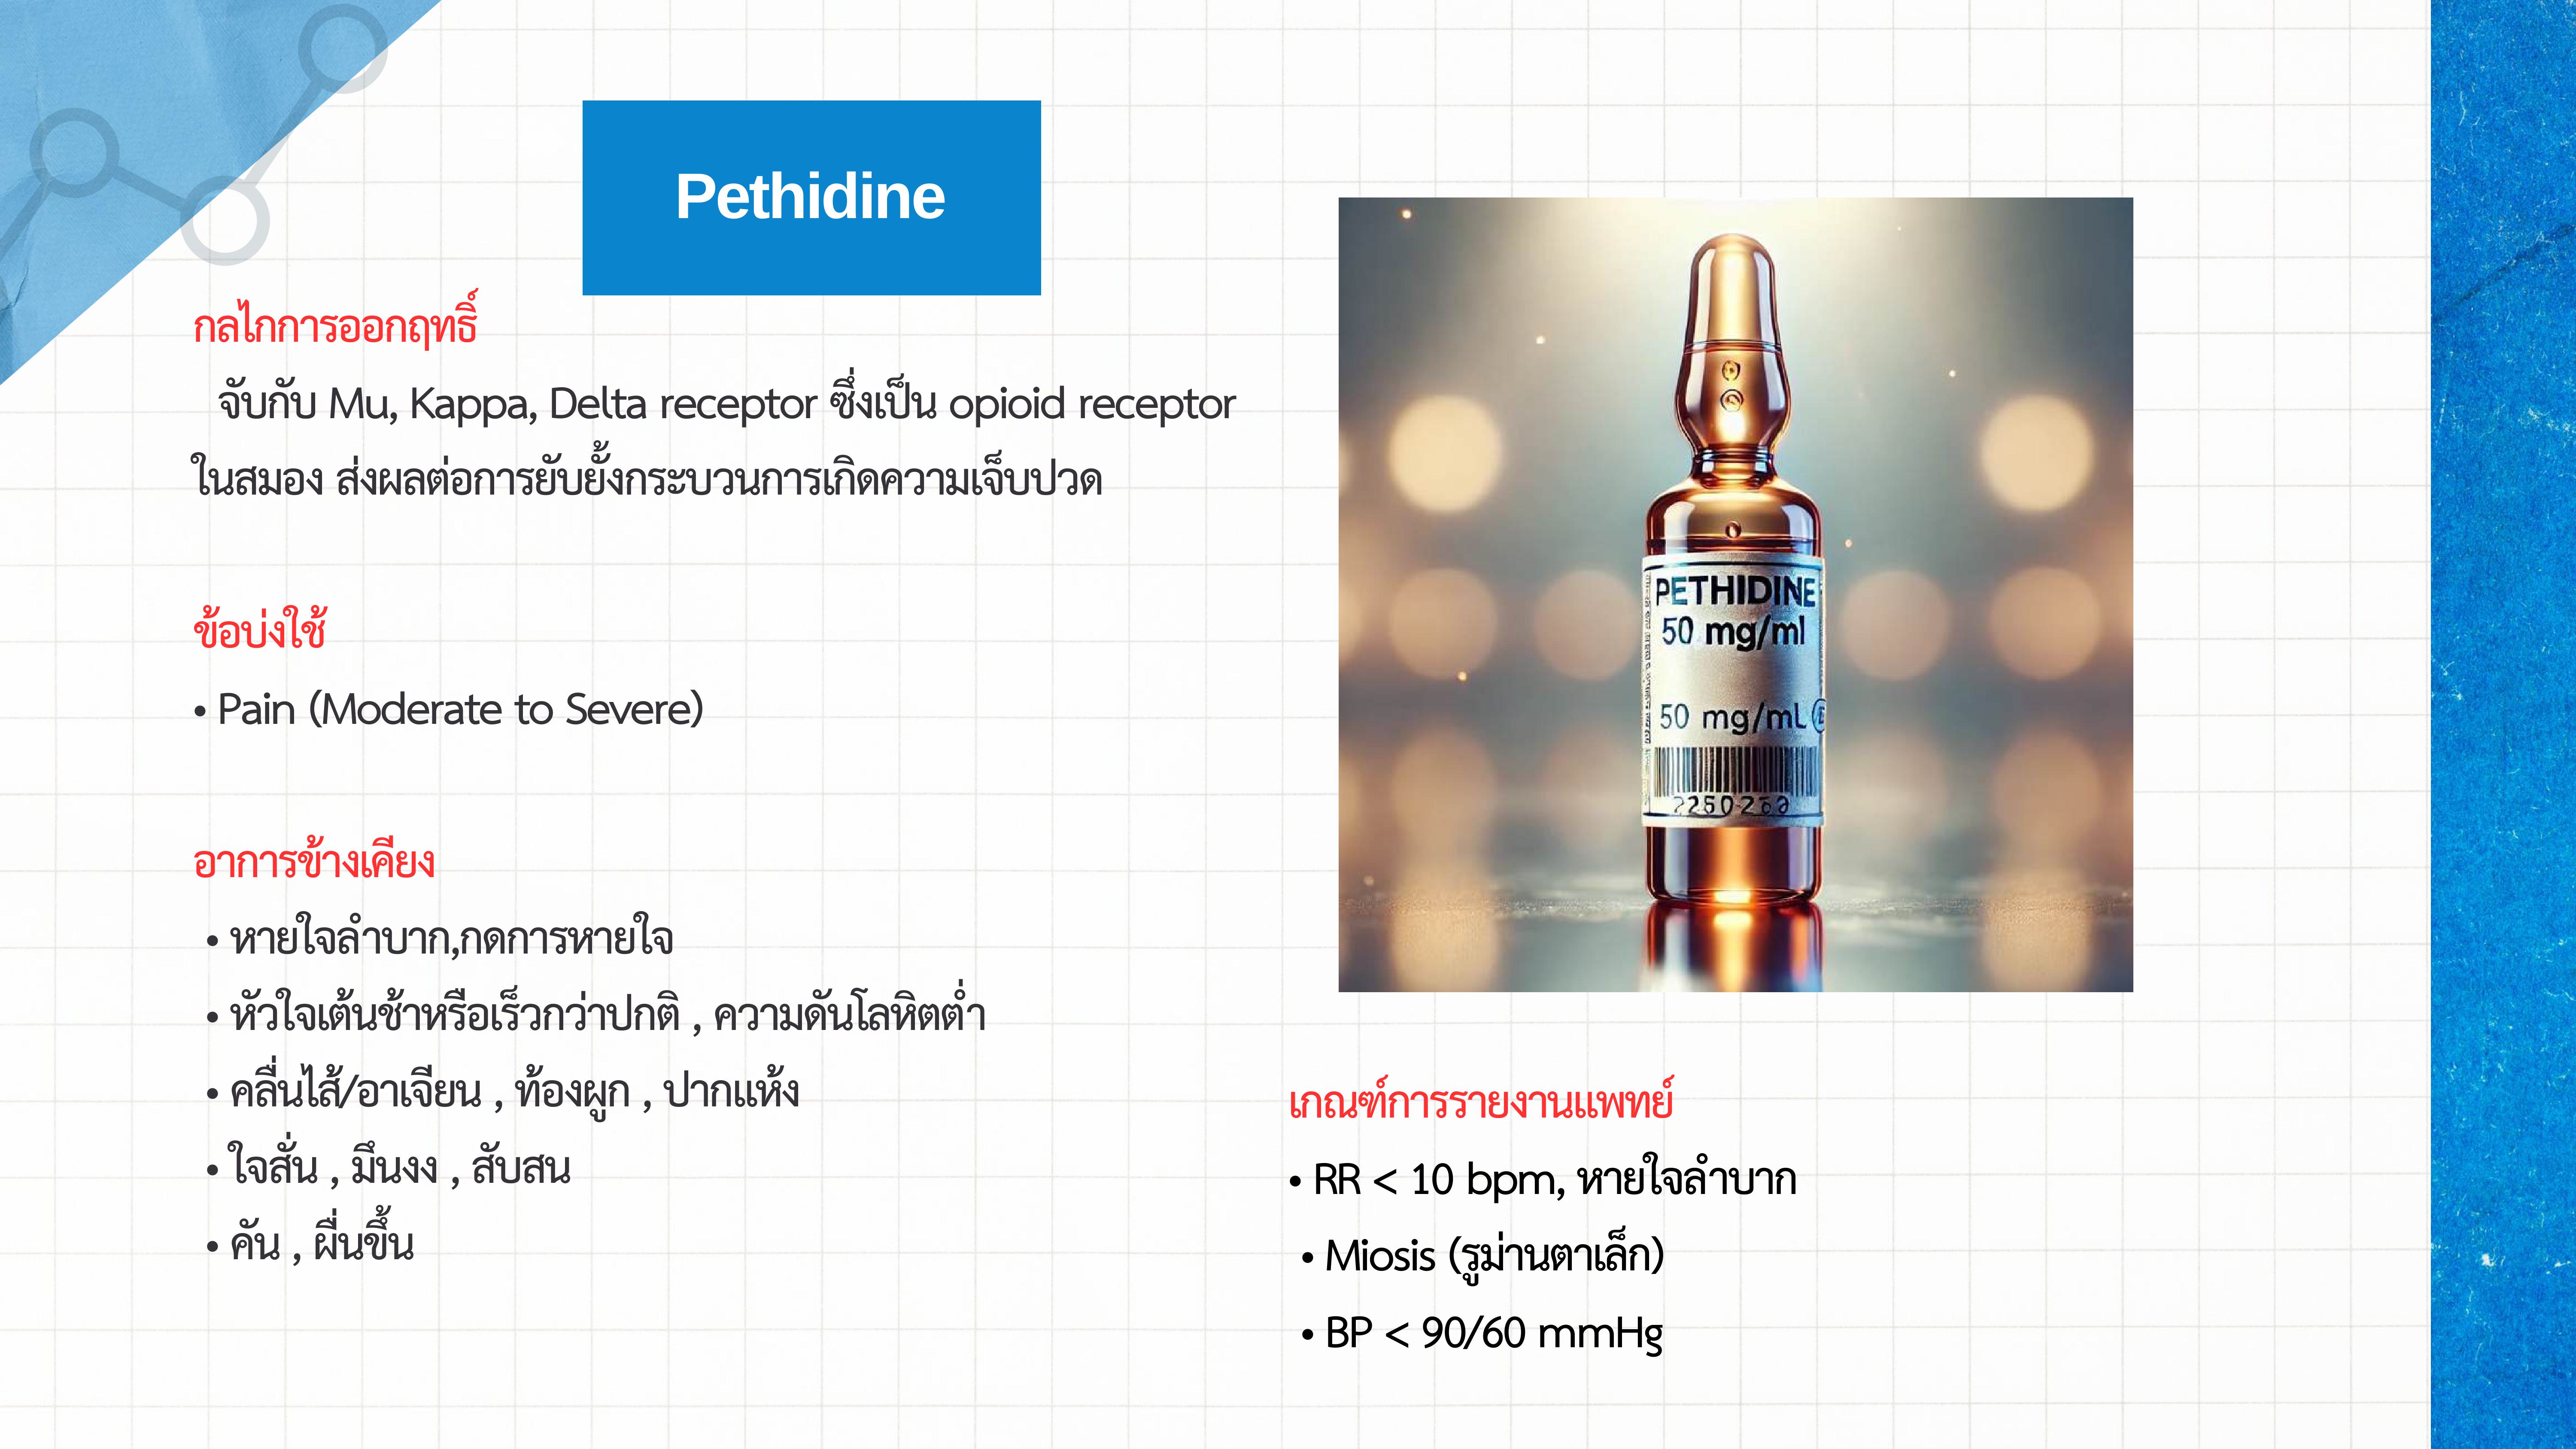 Pethidine
กลไกการออกฤทธิ์
จับกับ Mu, Kappa, Delta receptor ซึ่งเป็น opioid receptor
ในสมอง ส่งผลต่อการยับยั้งกระบวนการเกิดความเจ็บปวด
ข้อบ่งใช้
• Pain (Moderate to Severe)
อาการข้างเคียง
• หายใจลำบาก,กดการหายใจ
• หัวใจเต้นช้าหรือเร็วกว่าปกติ , ความดันโลหิตต่ำ
• คลื่นไส้/อาเจียน , ท้องผูก , ปากแห้ง
• ใจสั่น , มึนงง , สับสน
• คัน , ผื่นขึ้น
PETHIDINE
50 mg/ml
50 mg/mL
เกณฑ์การรายงานแพทย์
• RR < 10 bpm, หายใจลำบาก
• Miosis (รูม่านตาเล็ก)
• BP < 90/60 mmHg